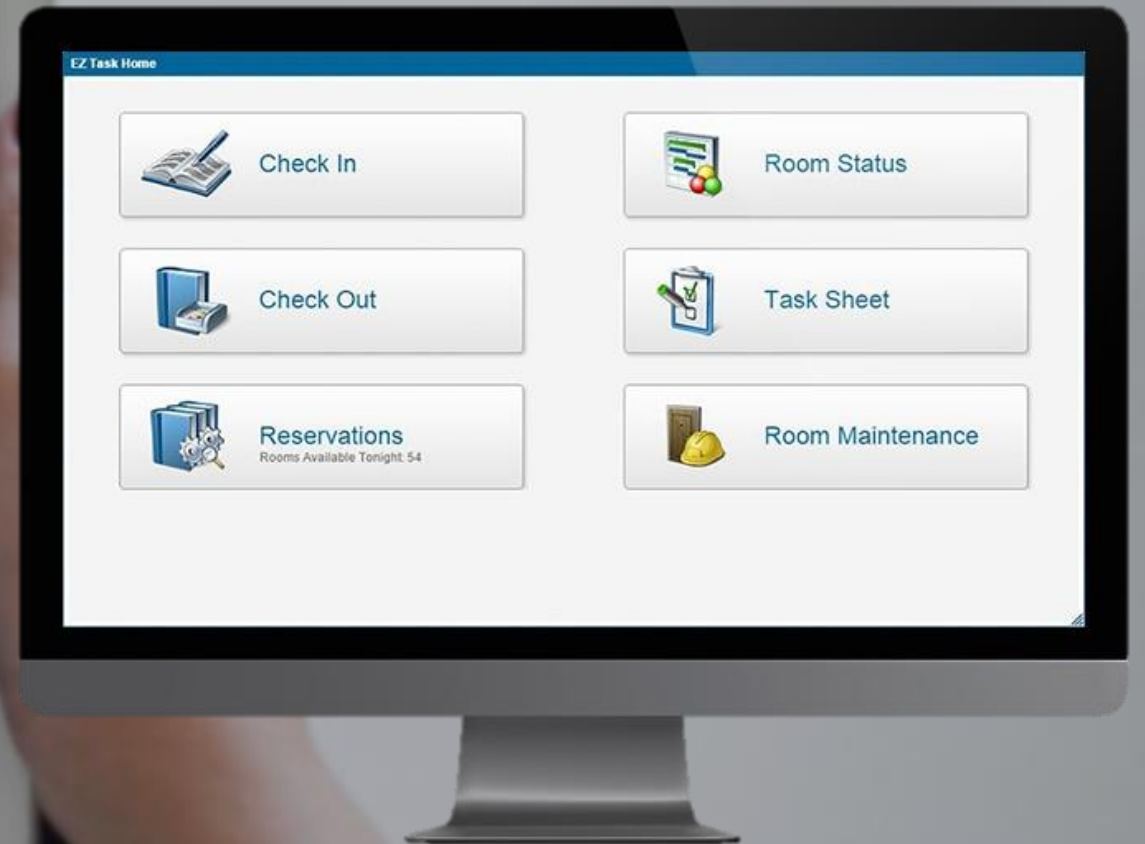 EZ Task Home
Check In
Room Status
Check Out
Task Sheet
Reservations
Rooms Available Tonight: 54
Room Maintenance